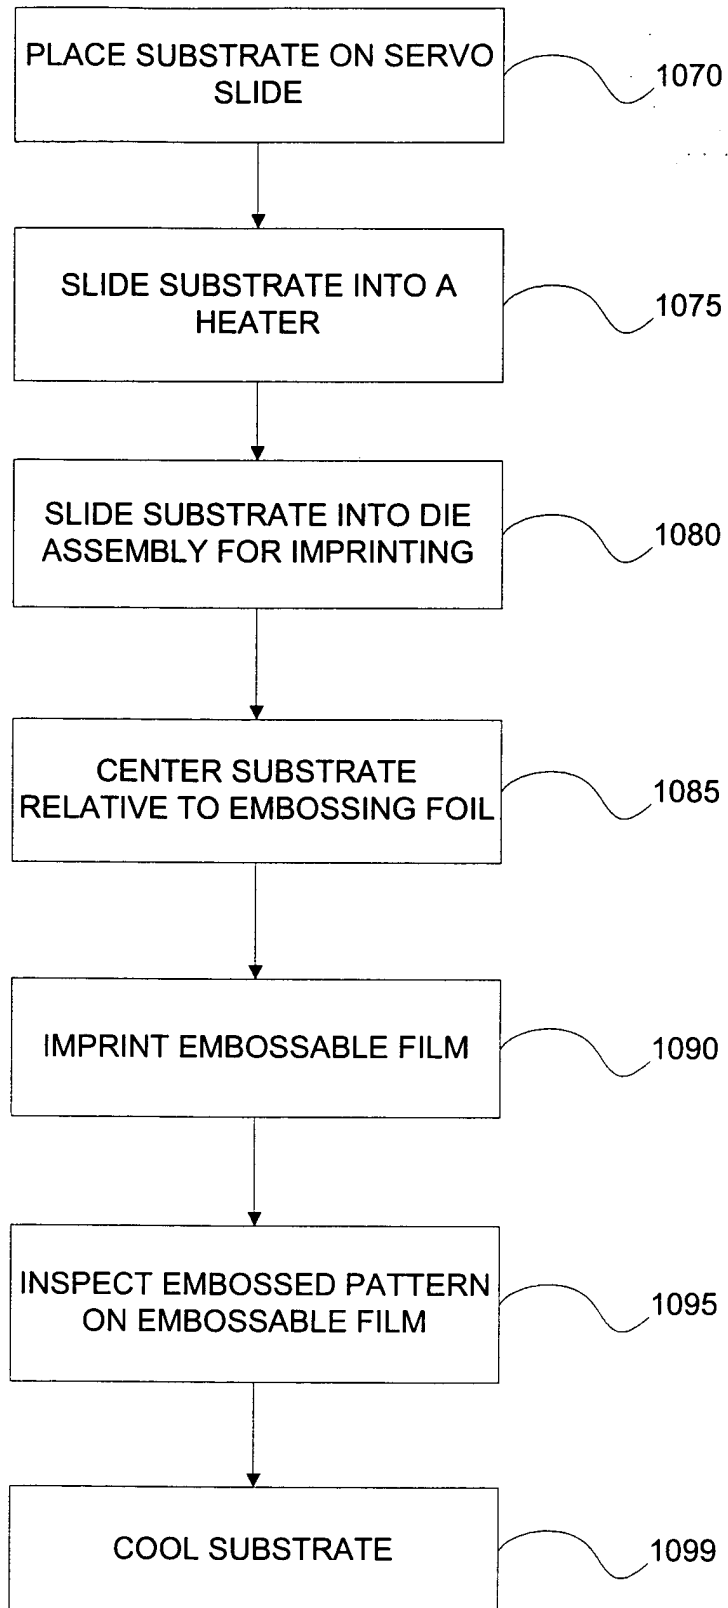 PLACE SUBSTRATE ON SERVO
SLIDE
1070
SLIDE SUBSTRATE INTO A
HEATER
1075
SLIDE SUBSTRATE INTO DIE
ASSEMBLY FOR IMPRINTING
1080
CENTER SUBSTRATE
RELATIVE TO EMBOSSING FOIL
1085
IMPRINT EMBOSSABLE FILM
1090
INSPECT EMBOSSED PATTERN
ON EMBOSSABLE FILM
1095
COOL SUBSTRATE
1099